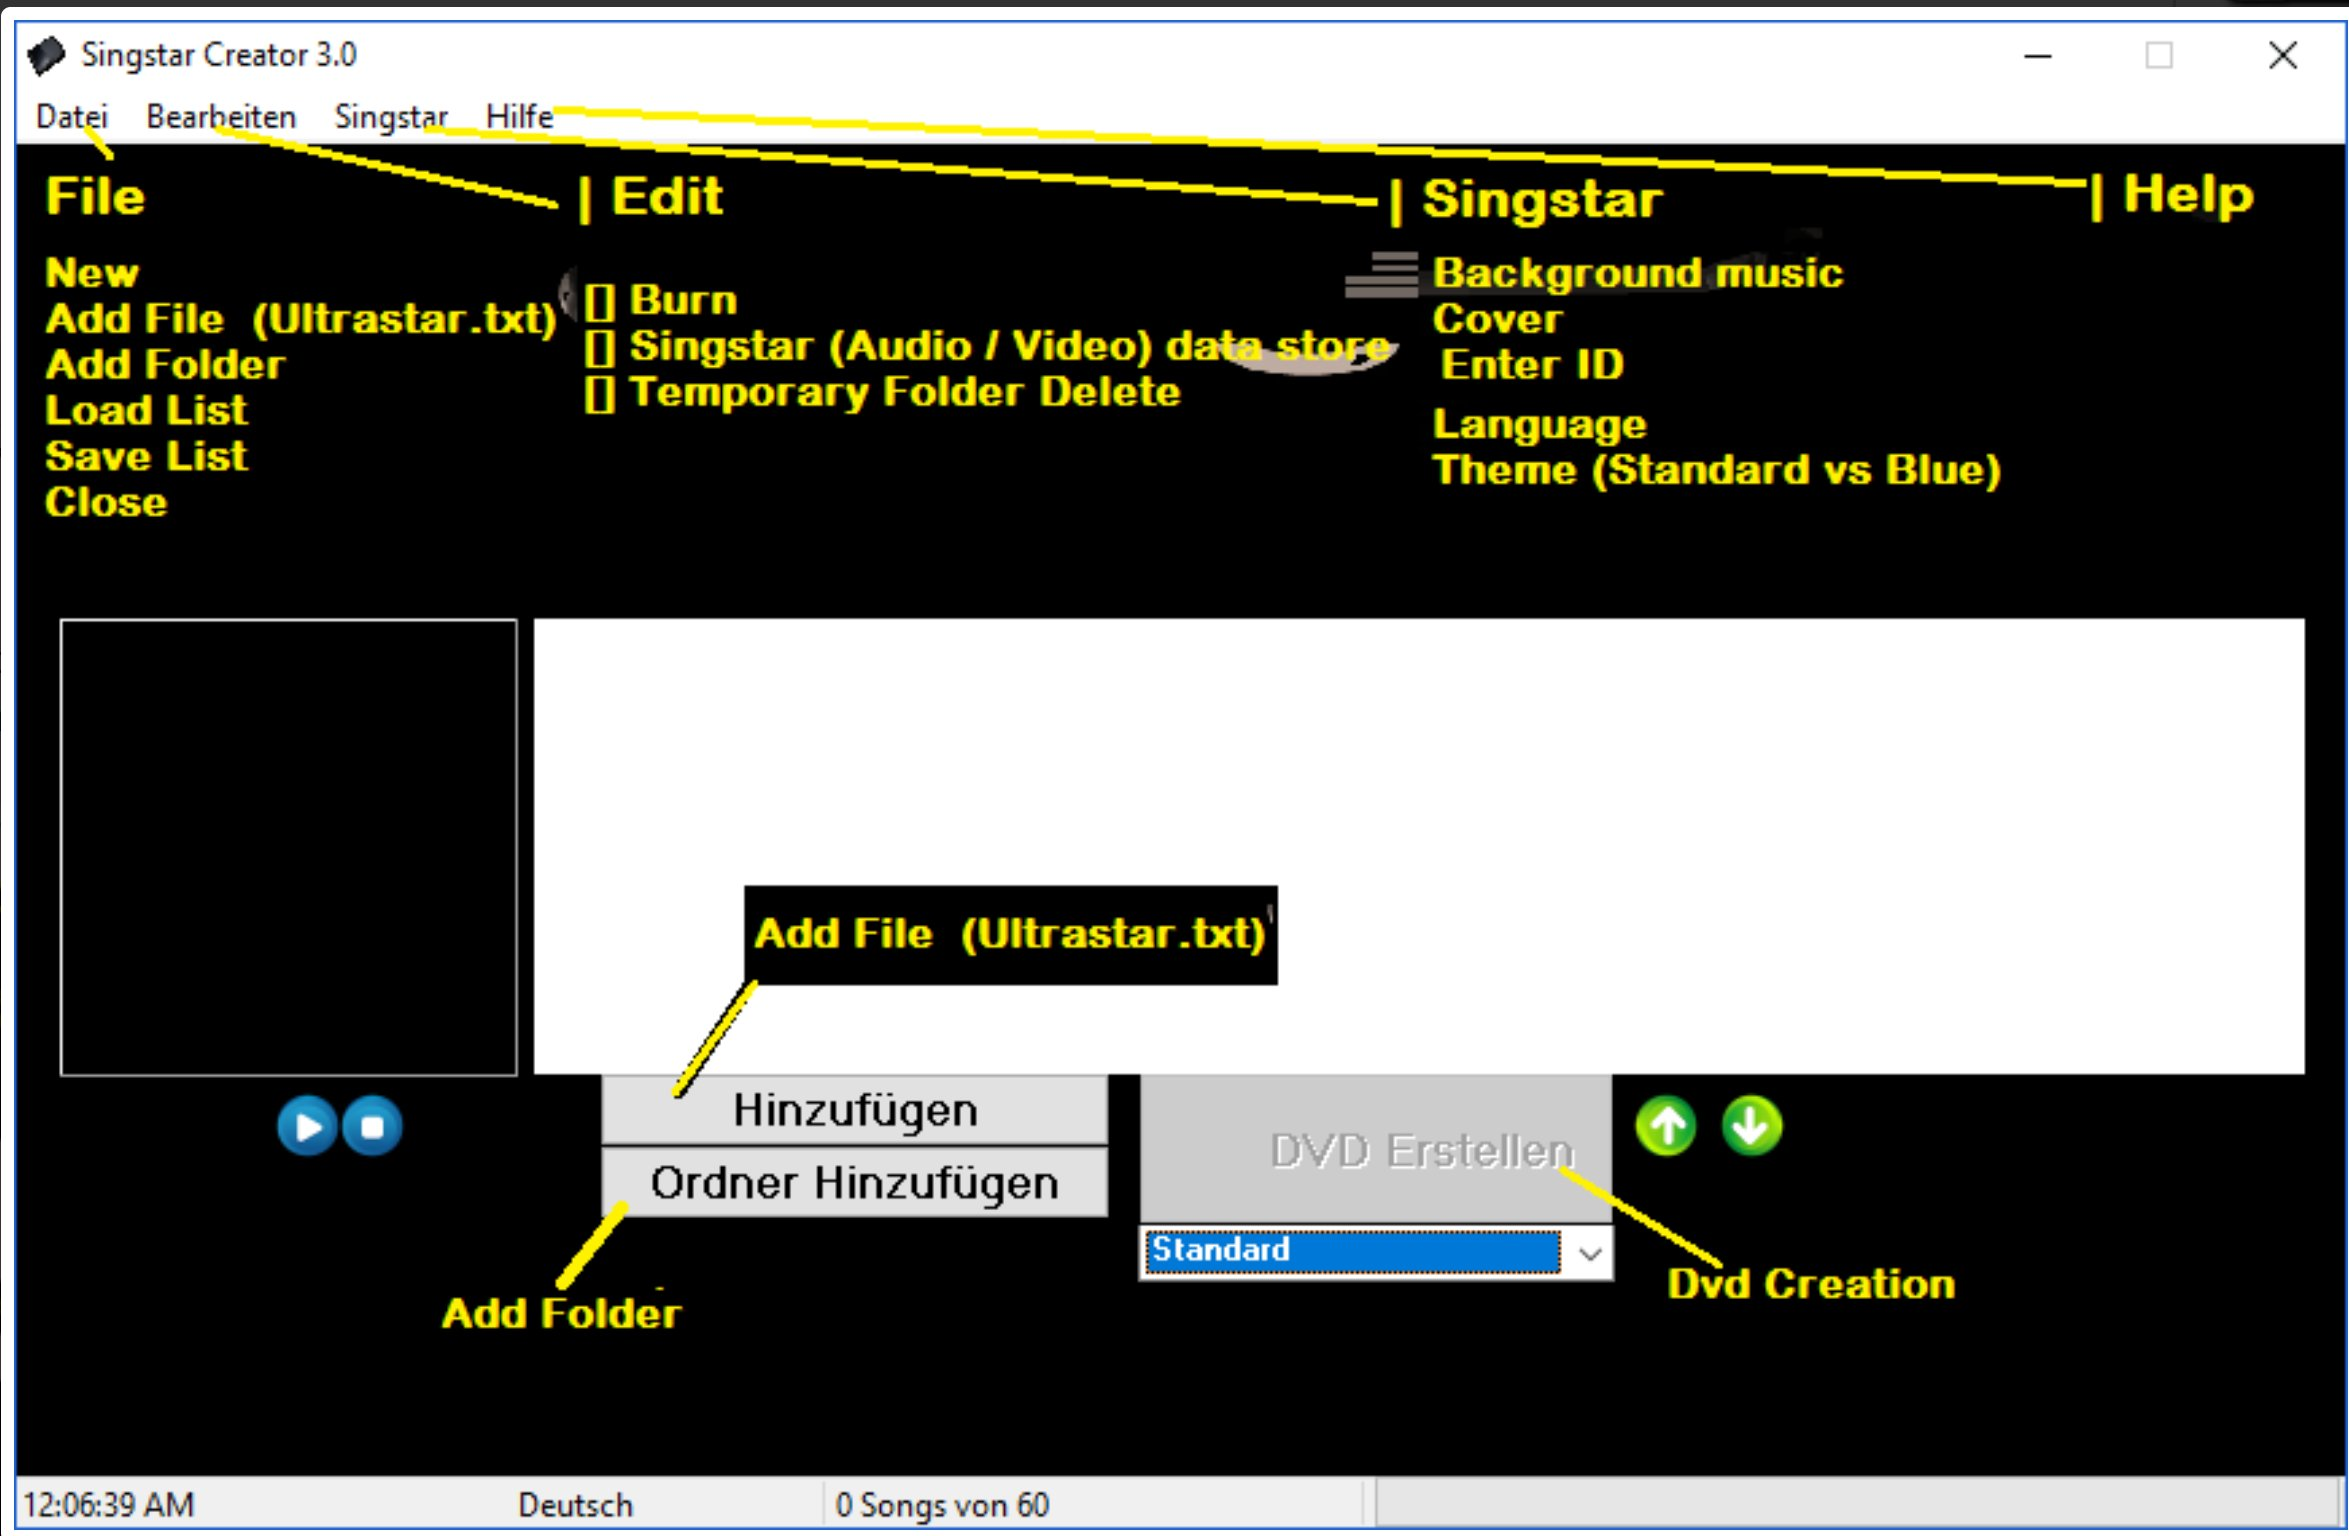 Singstar Creator 3.0
Datei Bearbeiten Singstar Hilfe
File | Edit | Singstar | Help
New
Add File (Ultrastar.txt)
Add Folder
Load List
Save List
Close
[] Burn
[] Singstar (Audio / Video) data store
[] Temporary Folder Delete
Background music
Cover
Enter ID
Language
Theme (Standard vs Blue)
Add File (Ultrastar.txt)
Hinzufügen
Ordner Hinzufügen
DVD Erstellen
Standard
Add Folder
Dvd Creation
12:06:39 AM Deutsch 0 Songs von 60